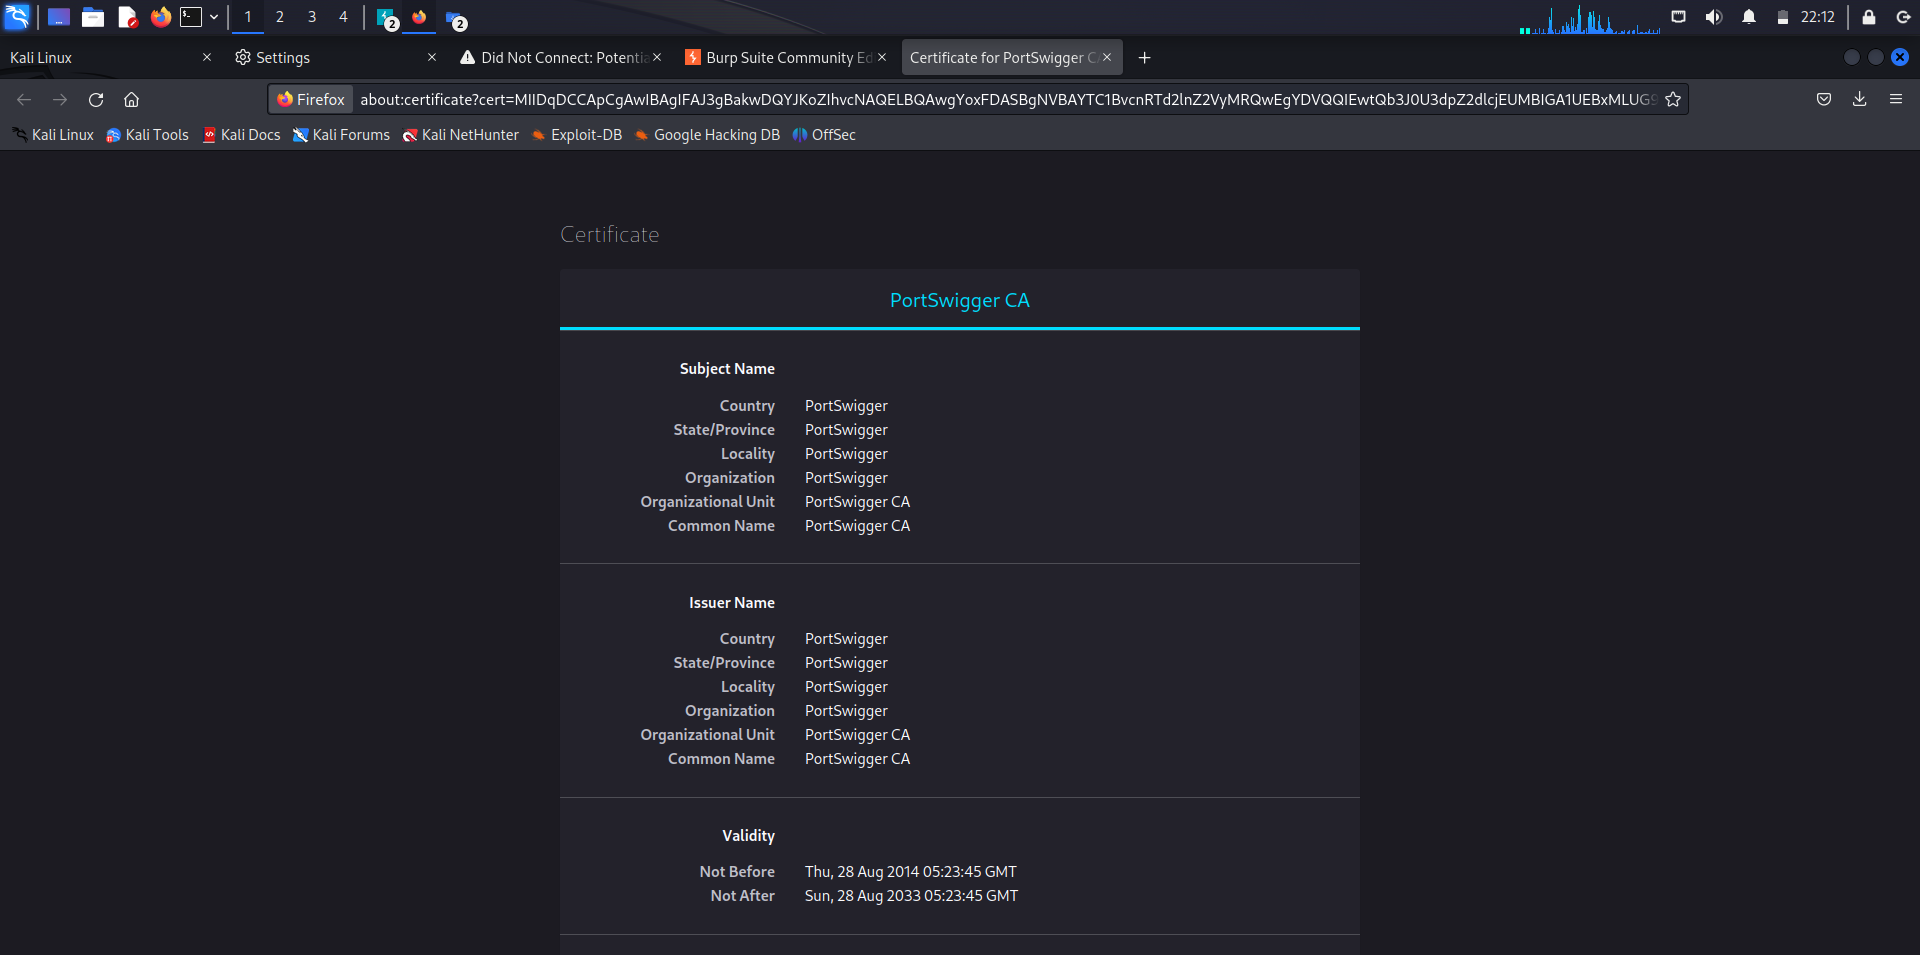 1 2 3 4 2 2 22:12
Kali Linux Settings Did Not Connect: Potentia Burp Suite Community Ed Certificate for PortSwigger C
Firefox about:certificate?cert=MIIDqDCCApCgAwIBAgIFAJ3gBakwDQYJKoZIhvcNAQELBQAwgYoxFDASBgNVBAYTC1BvcnRTd2lnZ2VyMRQwEgYDVQQIEwtQb3J0U3dpZ2dlcjEUMBIGA1UEBxMLUG9
Kali Linux Kali Tools Kali Docs Kali Forums Kali NetHunter Exploit-DB Google Hacking DB OffSec
Certificate
PortSwigger CA
Subject Name
Country PortSwigger
State/Province PortSwigger
Locality PortSwigger
Organization PortSwigger
Organizational Unit PortSwigger CA
Common Name PortSwigger CA
Issuer Name
Country PortSwigger
State/Province PortSwigger
Locality PortSwigger
Organization PortSwigger
Organizational Unit PortSwigger CA
Common Name PortSwigger CA
Validity
Not Before Thu, 28 Aug 2014 05:23:45 GMT
Not After Sun, 28 Aug 2033 05:23:45 GMT